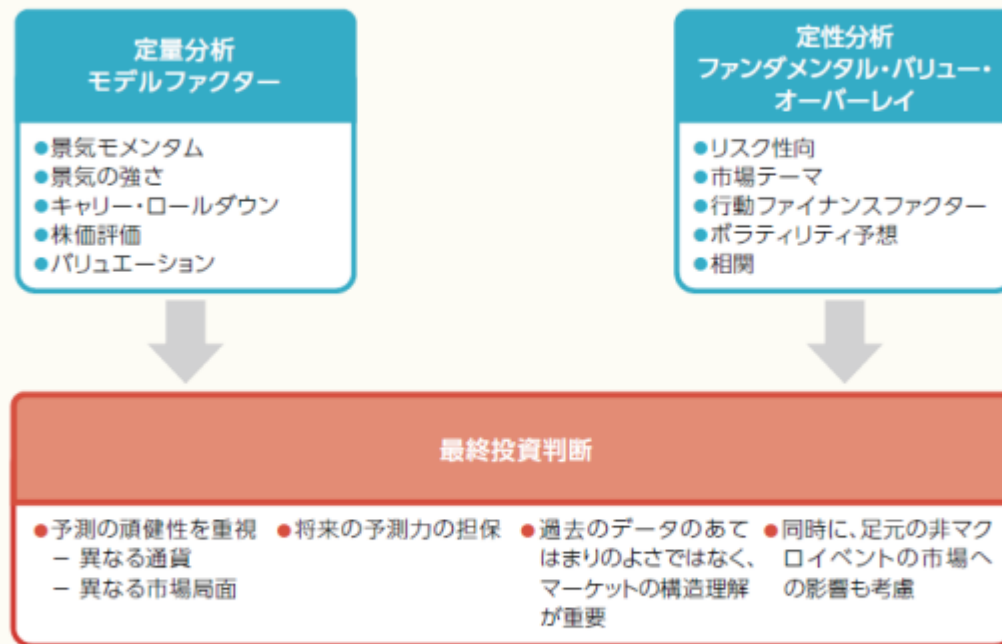 定量分析
モデルファクター
●景気モメンタム
●景気の強さ
●キャリー・ロールダウン
●株価評価
●バリュエーション
定性分析
ファンダメンタル・バリュー・
オーバーレイ
●リスク性向
●市場テーマ
●行動ファイナンスファクター
●ボラティリティ予想
●相関
最終投資判断
●予測の頑健性を重視
－ 異なる通貨
－ 異なる市場局面
●将来の予測力の担保
●過去のデータのあて
はまりのよさではなく、
マーケットの構造理解
が重要
●同時に、足元の非マク
ロイベントの市場へ
の影響も考慮